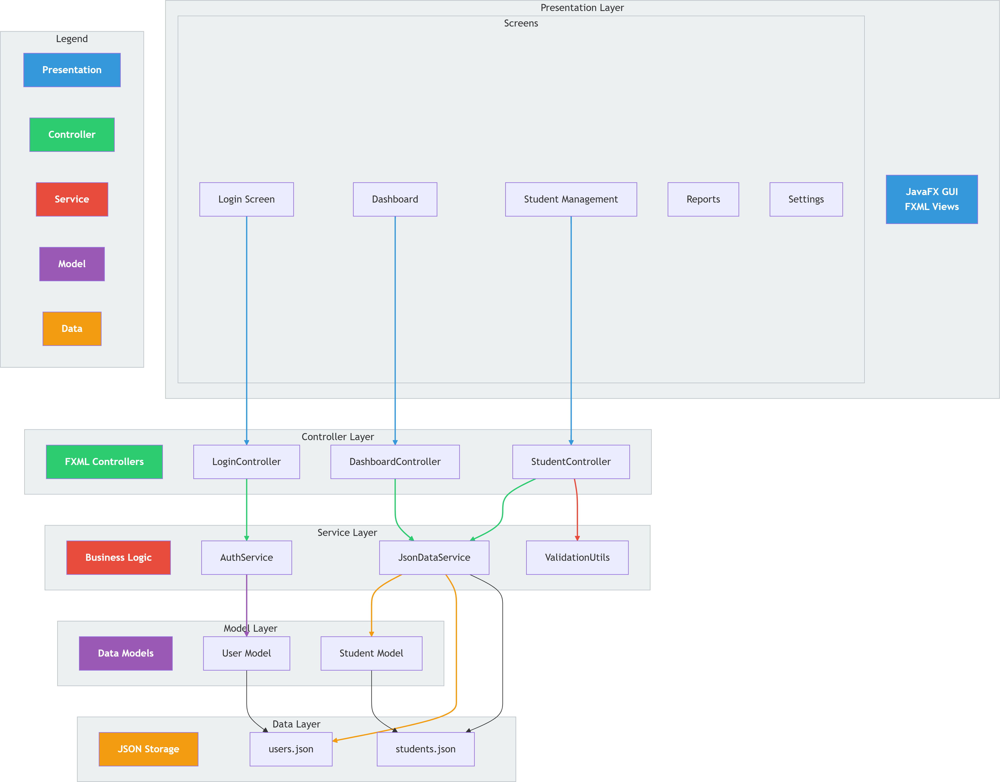 Presentation Layer
Screens
Legend
Presentation
Controller
Service
Model
Data
Login Screen
Dashboard
Student Management
Reports
Settings
JavaFX GUI
FXML Views
Controller Layer
FXML Controllers
LoginController
DashboardController
StudentController
Service Layer
Business Logic
AuthService
JsonDataService
ValidationUtils
Model Layer
Data Models
User Model
Student Model
Data Layer
JSON Storage
users.json
students.json